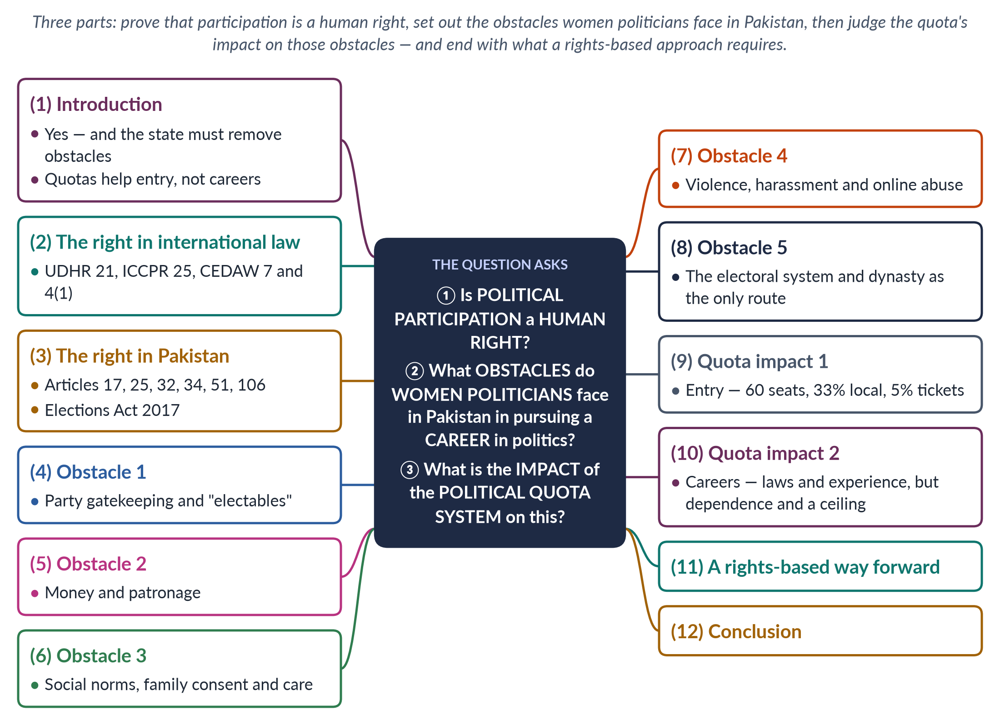 Three parts: prove that participation is a human right, set out the obstacles women politicians face in Pakistan, then judge the quota's
impact on those obstacles — and end with what a rights-based approach requires.
(1) Introduction
• Yes — and the state must remove
obstacles
• Quotas help entry, not careers
(2) The right in international law
• UDHR 21, ICCPR 25, CEDAW 7 and
4(1)
(3) The right in Pakistan
• Articles 17, 25, 32, 34, 51, 106
• Elections Act 2017
(4) Obstacle 1
• Party gatekeeping and "electables"
(5) Obstacle 2
• Money and patronage
(6) Obstacle 3
• Social norms, family consent and care
THE QUESTION ASKS
① Is POLITICAL
PARTICIPATION a HUMAN
RIGHT?
② What OBSTACLES do
WOMEN POLITICIANS face
in Pakistan in pursuing a
CAREER in politics?
③ What is the IMPACT of
the POLITICAL QUOTA
SYSTEM on this?
(7) Obstacle 4
• Violence, harassment and online abuse
(8) Obstacle 5
• The electoral system and dynasty as
the only route
(9) Quota impact 1
• Entry — 60 seats, 33% local, 5% tickets
(10) Quota impact 2
• Careers — laws and experience, but
dependence and a ceiling
(11) A rights-based way forward
(12) Conclusion